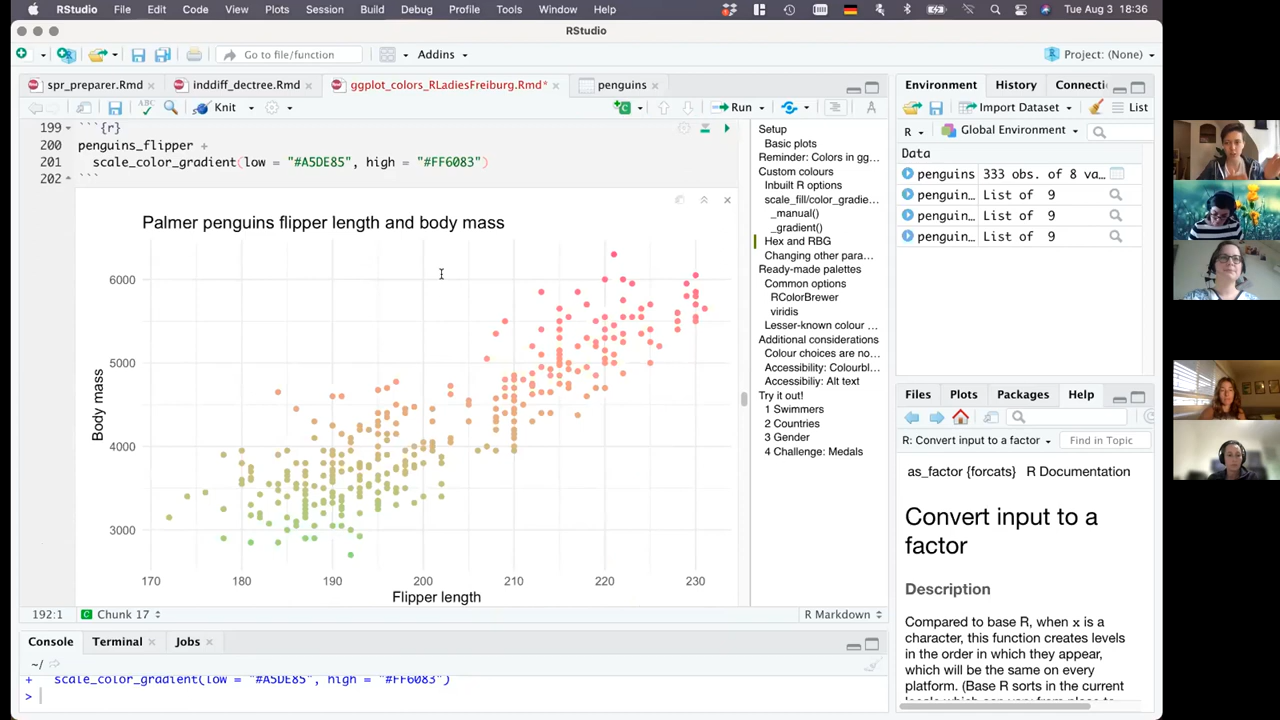 RStudio File Edit Code View Plots Session Build Debug Profile Tools Window Help Tue Aug 3 18:36
RStudio
Go to file/function Addins Project: (None)
spr_preparer.Rmd inddiff_dectree.Rmd ggplot_colors_RLadiesFreiburg.Rmd* penguins
Knit Run
199 ```{r}
200 penguins_flipper +
201 scale_color_gradient(low = "#A5DE85", high = "#FF6083")
202 ```
Palmer penguins flipper length and body mass
6000
5000
4000
3000
Body mass
170 180 190 200 210 220 230
Flipper length
192:1 Chunk 17 R Markdown
Setup
Basic plots
Reminder: Colors in gg...
Custom colours
Inbuilt R options
scale_fill/color_gradie...
_manual()
_gradient()
Hex and RBG
Changing other para...
Ready-made palettes
Common options
RColorBrewer
viridis
Lesser-known colour ...
Additional considerations
Colour choices are no...
Accessibility: Colourbl...
Accessibiliy: Alt text
Try it out!
1 Swimmers
2 Countries
3 Gender
4 Challenge: Medals
Console Terminal Jobs
~/
+ scale_color_gradient(low = "#A5DE85", high = "#FF6083")
>
Environment History Connecti
Import Dataset List
R Global Environment
Data
penguins 333 obs. of 8 va...
penguin... List of 9
penguin... List of 9
penguin... List of 9
Files Plots Packages Help
R: Convert input to a factor Find in Topic
as_factor {forcats} R Documentation
Convert input to a
factor
Description
Compared to base R, when x is a
character, this function creates levels
in the order in which they appear,
which will be the same on every
platform. (Base R sorts in the current